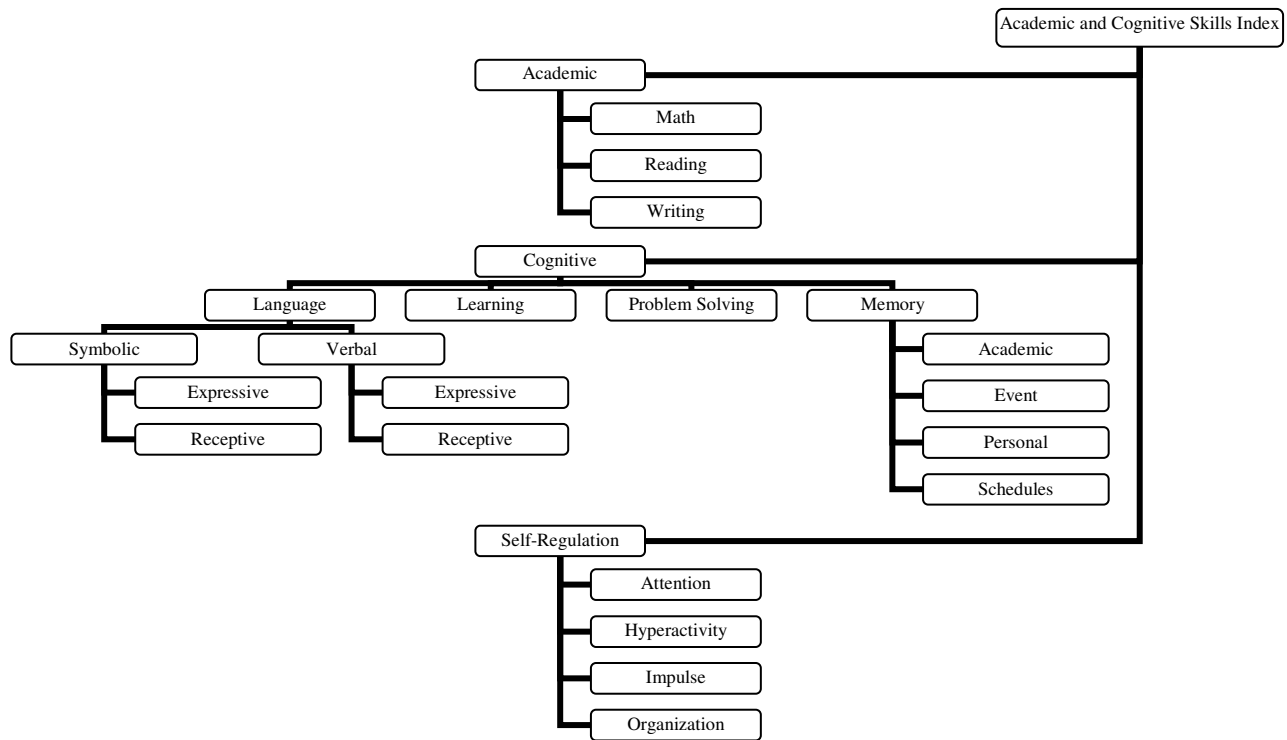 Academic and Cognitive Skills Index
Academic
Math
Reading
Writing
Cognitive
Language
Learning
Problem Solving
Memory
Symbolic
Verbal
Academic
Expressive
Expressive
Event
Receptive
Receptive
Personal
Schedules
Self-Regulation
Attention
Hyperactivity
Impulse
Organization